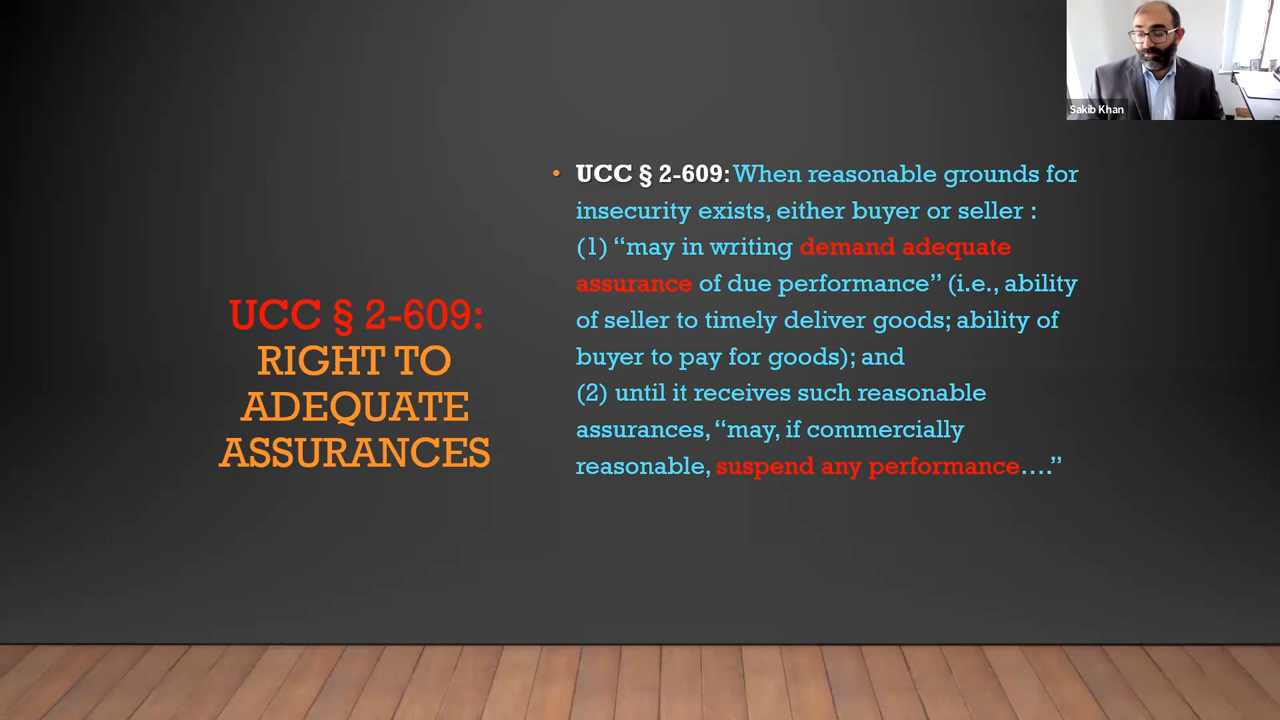 Sakib Khan
UCC § 2-609:
RIGHT TO
ADEQUATE
ASSURANCES
• UCC § 2-609: When reasonable grounds for
insecurity exists, either buyer or seller :
(1) “may in writing demand adequate
assurance of due performance” (i.e., ability
of seller to timely deliver goods; ability of
buyer to pay for goods); and
(2) until it receives such reasonable
assurances, “may, if commercially
reasonable, suspend any performance….”